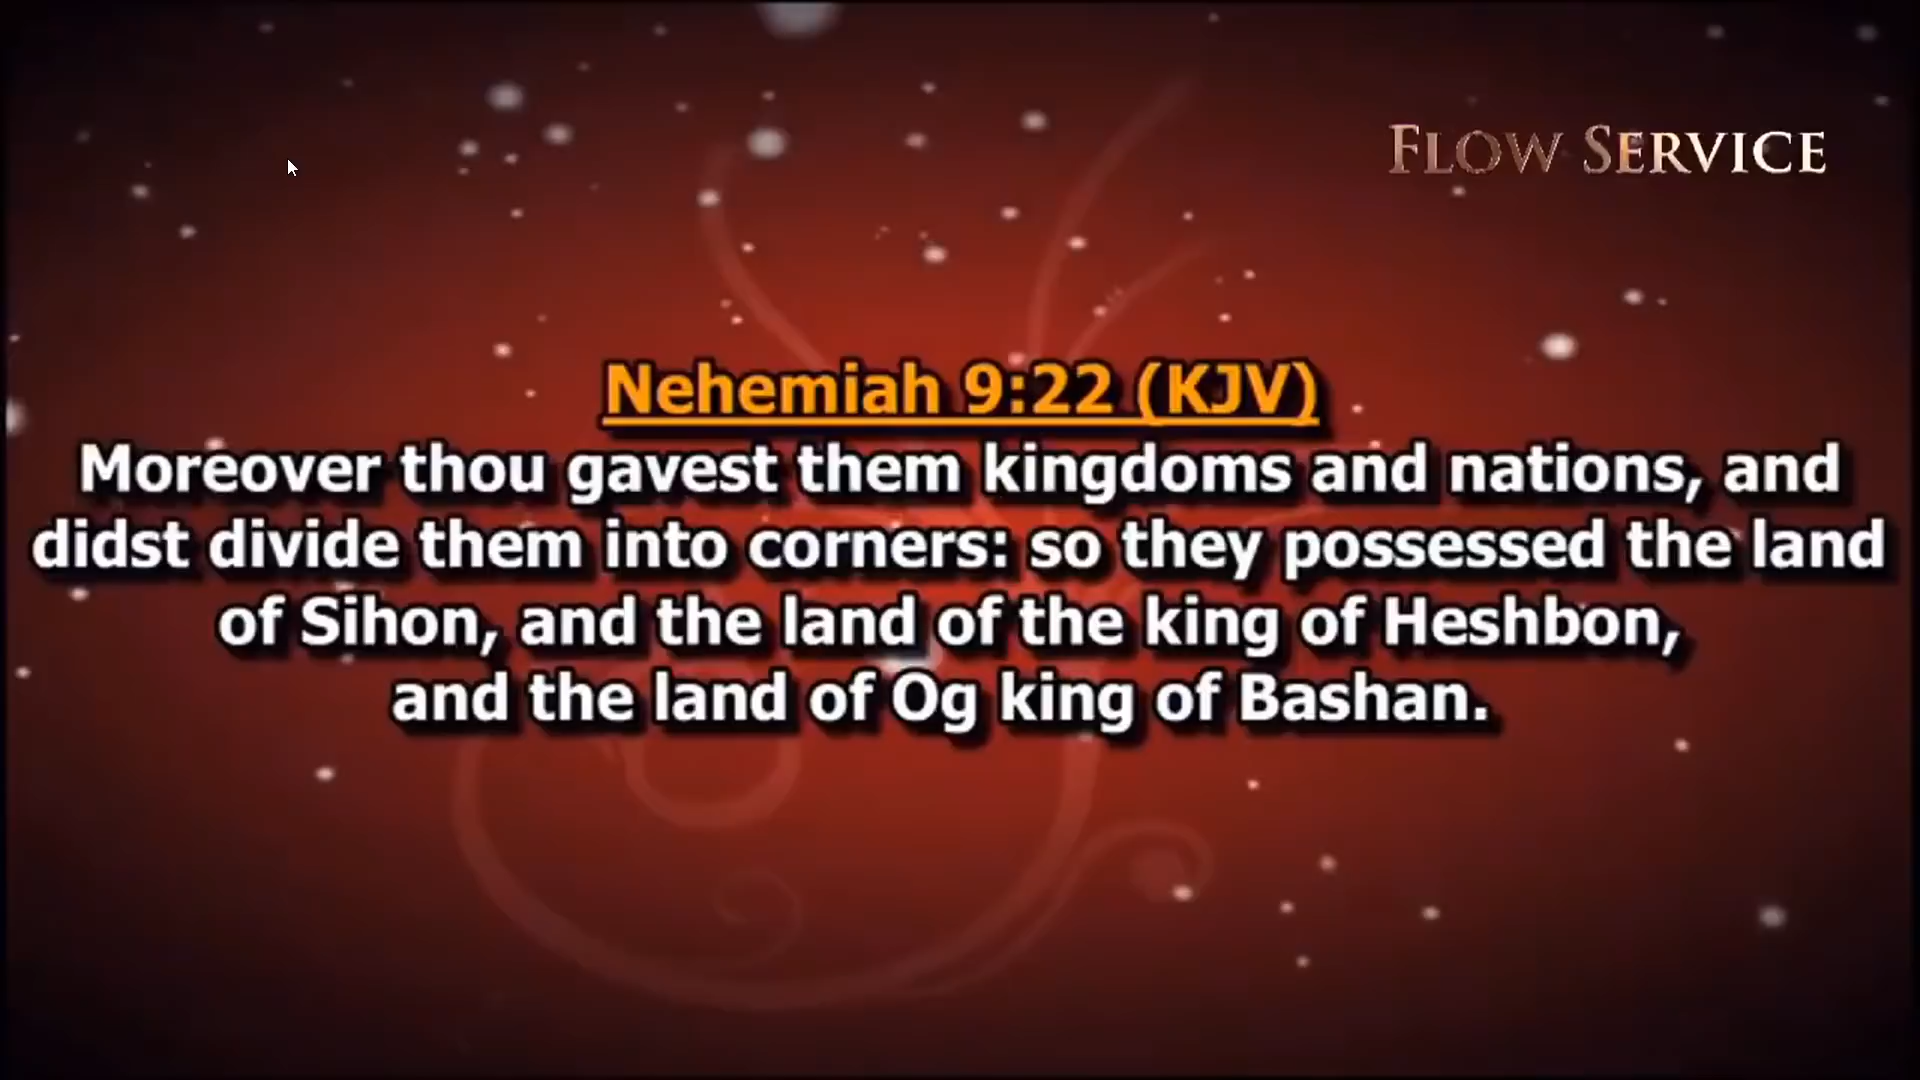 FLOW SERVICE
Nehemiah 9:22 (KJV)
Moreover thou gavest them kingdoms and nations, and
didst divide them into corners: so they possessed the land
of Sihon, and the land of the king of Heshbon,
and the land of Og king of Bashan.